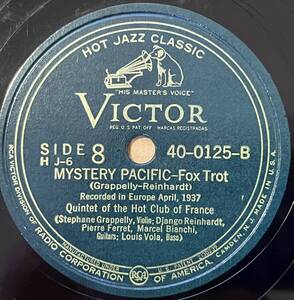 HOT JAZZ CLASSIC
"HIS MASTER'S VOICE"
VICTOR
REG. U. S. PAT. OFF. MARCAS REGISTRADAS
SIDE 8
H J-6
40-0125-B
MYSTERY PACIFIC-Fox Trot
(Grappelly-Reinhardt)
Recorded in Europe April, 1937
Quintet of the Hot Club of France
(Stephane Grappelly, Violin; Django Reinhardt,
Pierre Ferret, Marcel Bianchi,
Guitars; Louis Vola, Bass)
MANUFACTURED UNDER
RCA
RCA VICTOR DIVISION OF RADIO CORPORATION OF AMERICA, CAMDEN, N. J. MADE IN U. S. A.